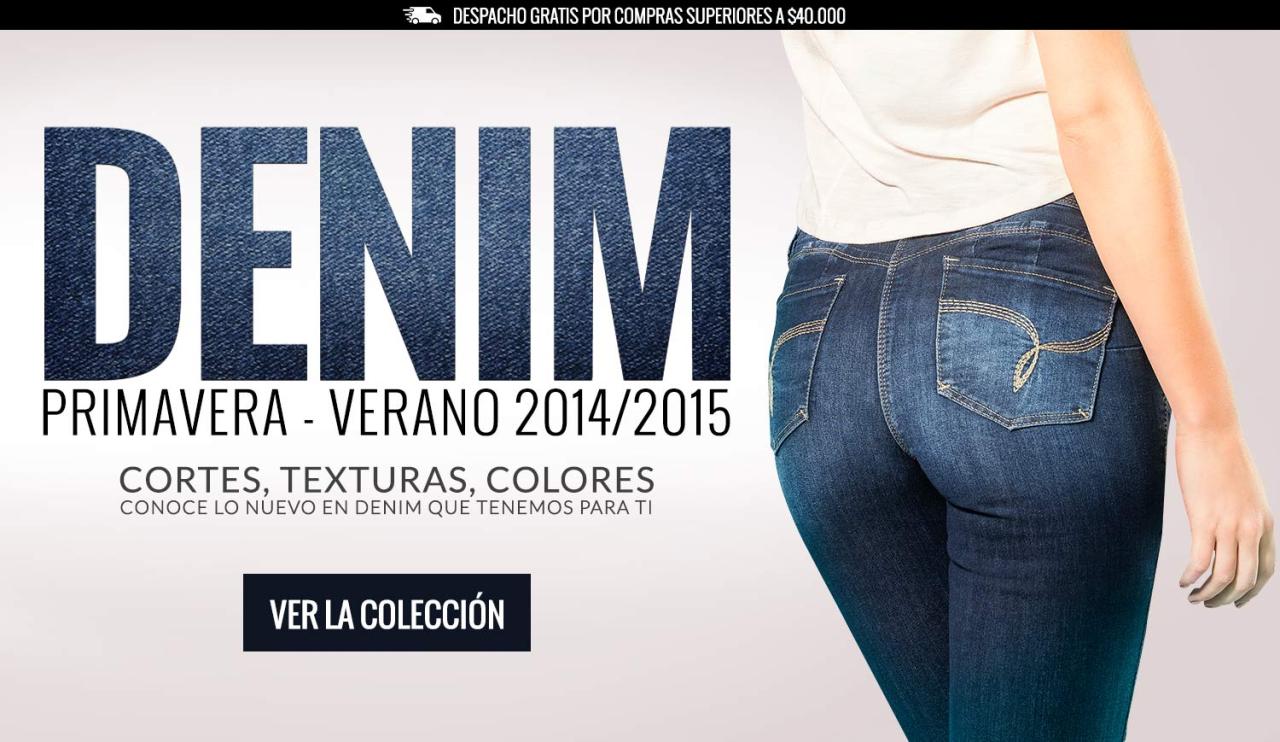 DESPACHO GRATIS POR COMPRAS SUPERIORES A $40.000
DENIM
PRIMAVERA - VERANO 2014/2015
CORTES, TEXTURAS, COLORES
CONOCE LO NUEVO EN DENIM QUE TENEMOS PARA TI
VER LA COLECCIÓN